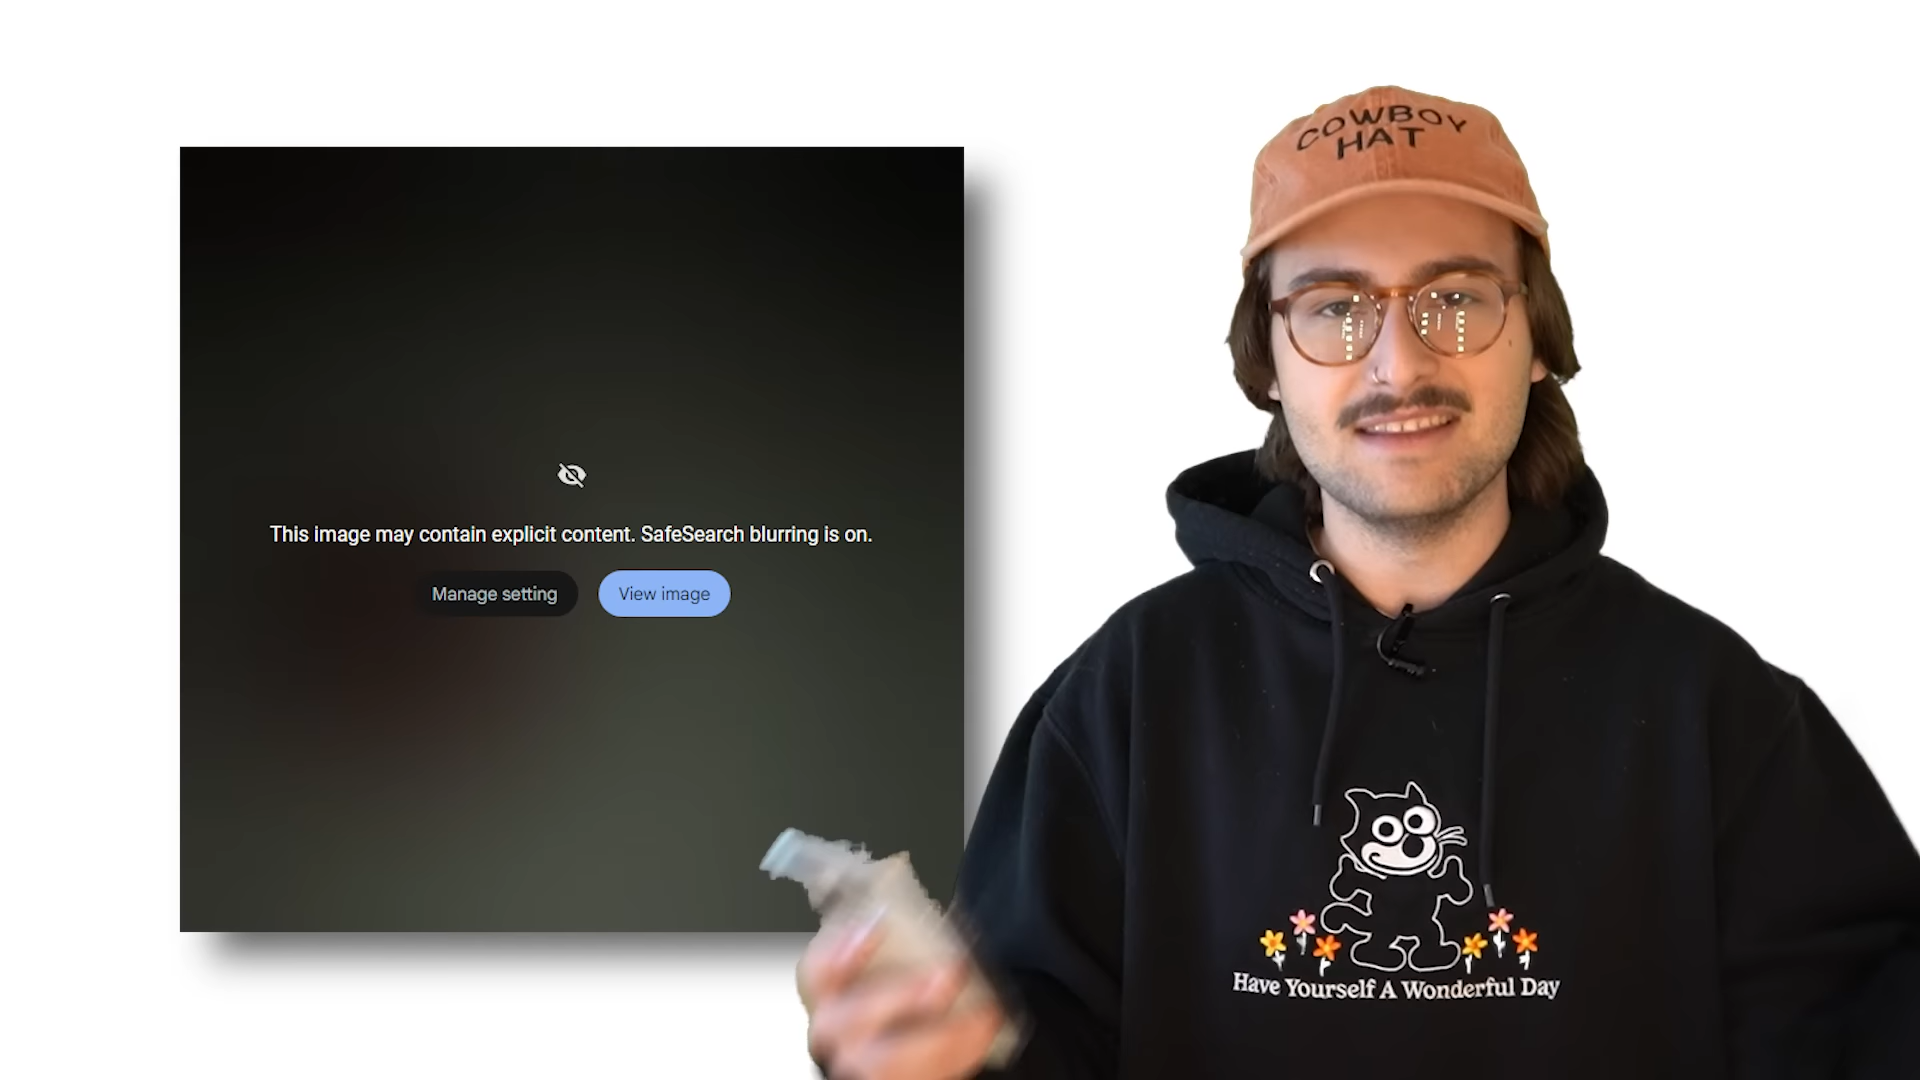 This image may contain explicit content. SafeSearch blurring is on.
Manage setting
View image
COWBOY
HAT
Have Yourself A Wonderful Day